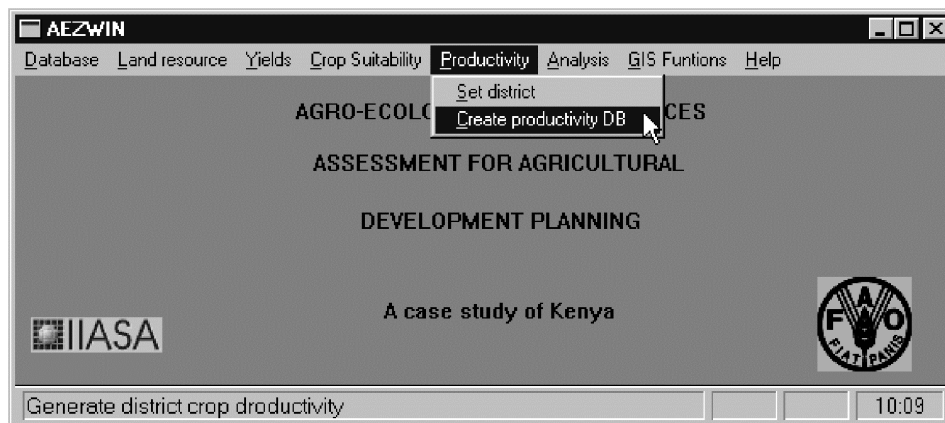 AEZWIN
Database Land resource Yields Crop Suitability Productivity Analysis GIS Funtions Help
Set district
Create productivity DB
AGRO-ECOLO CES
ASSESSMENT FOR AGRICULTURAL
DEVELOPMENT PLANNING
A case study of Kenya
IIASA
FAO
FIAT PANIS
Generate district crop droductivity
10:09